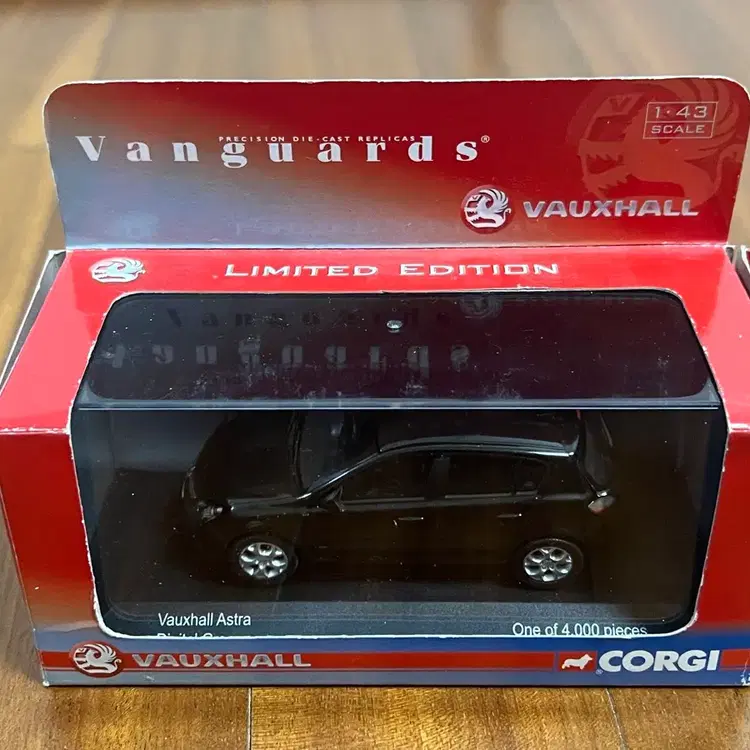 PRECISION DIE-CAST REPLICAS
Vanguards®
1:43
SCALE
VAUXHALL
LIMITED EDITION
Vauxhall Astra
One of 4,000 pieces
VAUXHALL
CORGI